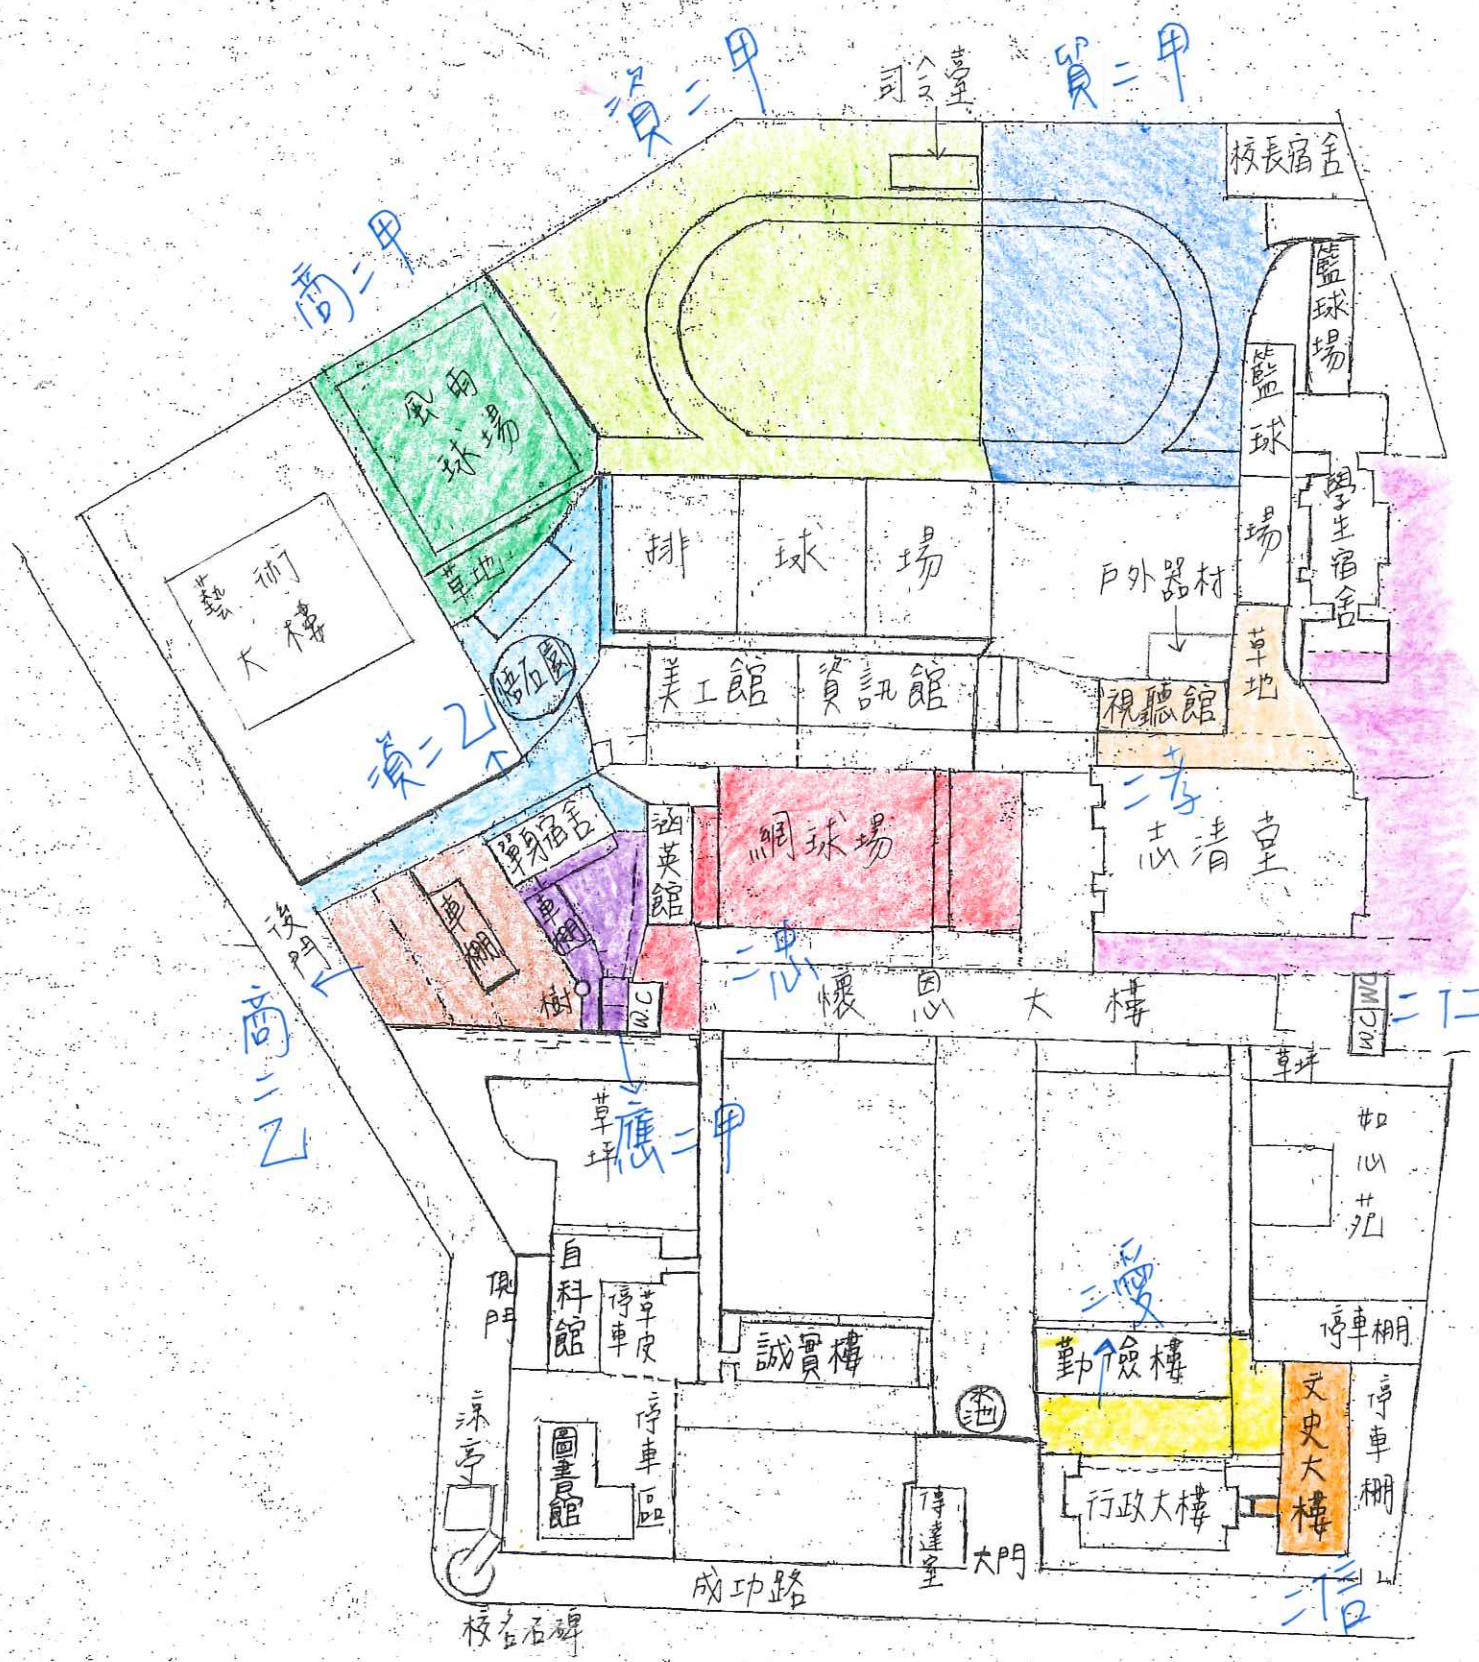 資二甲
司令臺
貿二甲
校長宿舍
商二甲
籃球場
風雨
球場
籃球場
藝術
大樓
草地
排球場
戶外器材
學生宿舍
悟石園
美工館
資訊館
視聽館
草地
資二乙
二孝
單身宿舍
涵英館
網球場
志清堂
車棚
車棚
後門
樹
WC
二忠
懷恩大樓
二仁
商二乙
草坪
草坪
應二甲
如心苑
二愛
側門
自科館
草皮
停車
誠實樓
勤儉樓
停車棚
水池
涼亭
圖書館
停車區
文史大樓
停車棚
行政大樓
傳達室
大門
成功路
二信
校名石碑